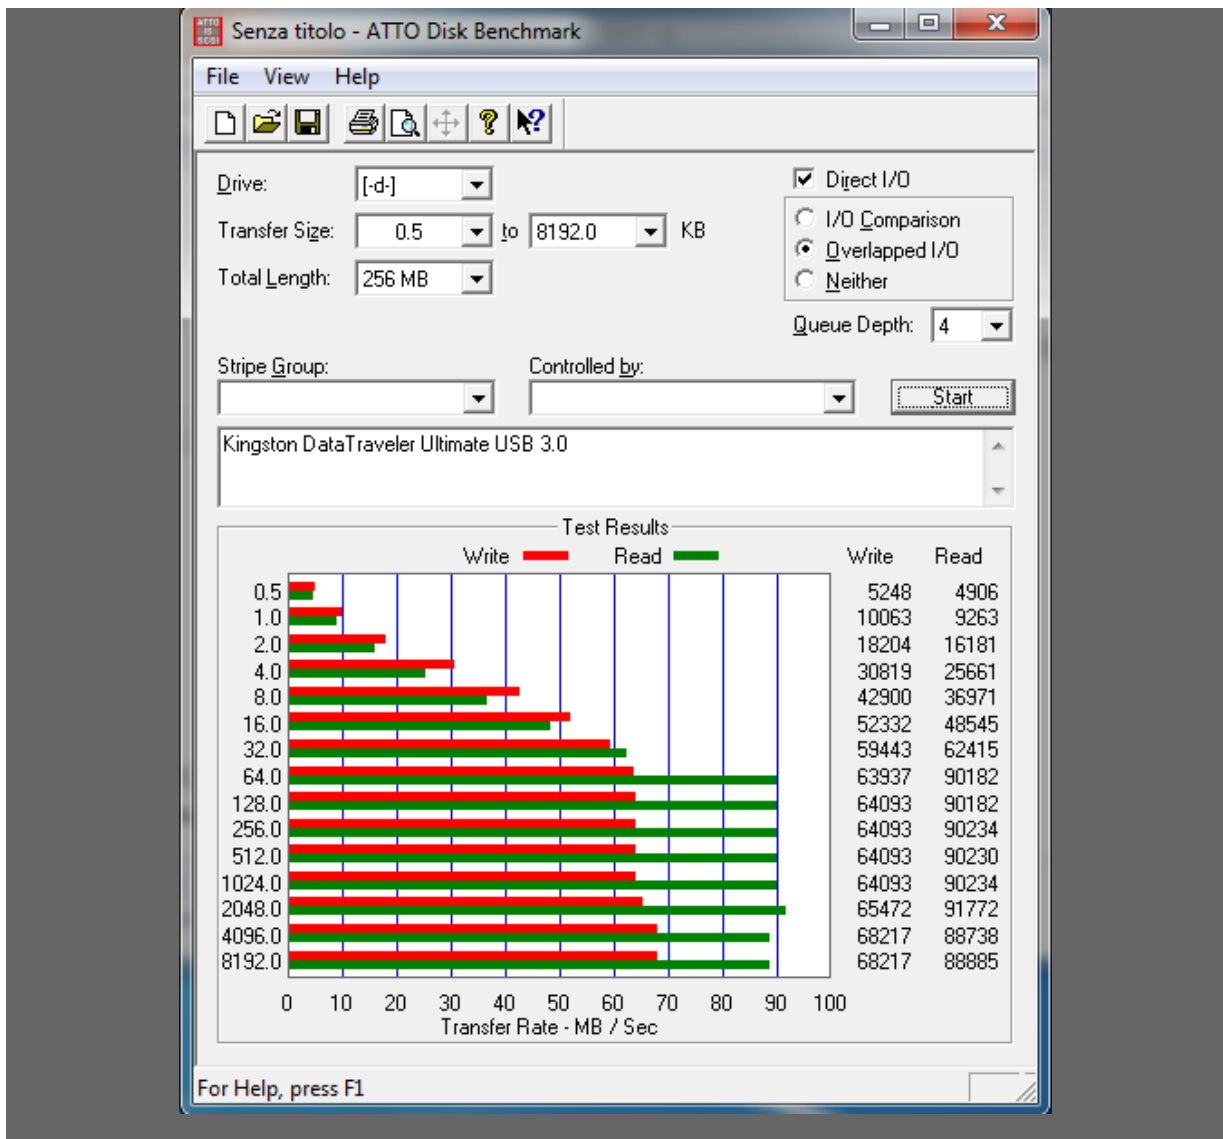 ATTO
IS
SCSI
Senza titolo - ATTO Disk Benchmark
File View Help
Drive: [-d-] Direct I/O
Transfer Size: 0.5 to 8192.0 KB I/O Comparison
Overlapped I/O
Total Length: 256 MB Neither
Queue Depth: 4
Stripe Group: Controlled by:
Start
Kingston DataTraveler Ultimate USB 3.0
Test Results
Write Read Write Read
0.5 5248 4906
1.0 10063 9263
2.0 18204 16181
4.0 30819 25661
8.0 42900 36971
16.0 52332 48545
32.0 59443 62415
64.0 63937 90182
128.0 64093 90182
256.0 64093 90234
512.0 64093 90230
1024.0 64093 90234
2048.0 65472 91772
4096.0 68217 88738
8192.0 68217 88885
0 10 20 30 40 50 60 70 80 90 100
Transfer Rate - MB / Sec
For Help, press F1